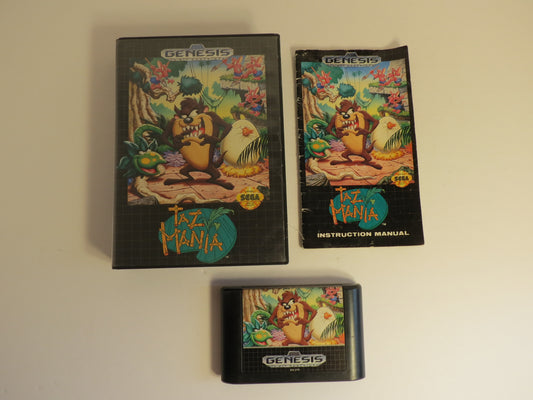 GENESIS
SEGA
TAZ-
MANIA
GENESIS
SEGA
TAZ-
MANIA
INSTRUCTION MANUAL
GENESIS